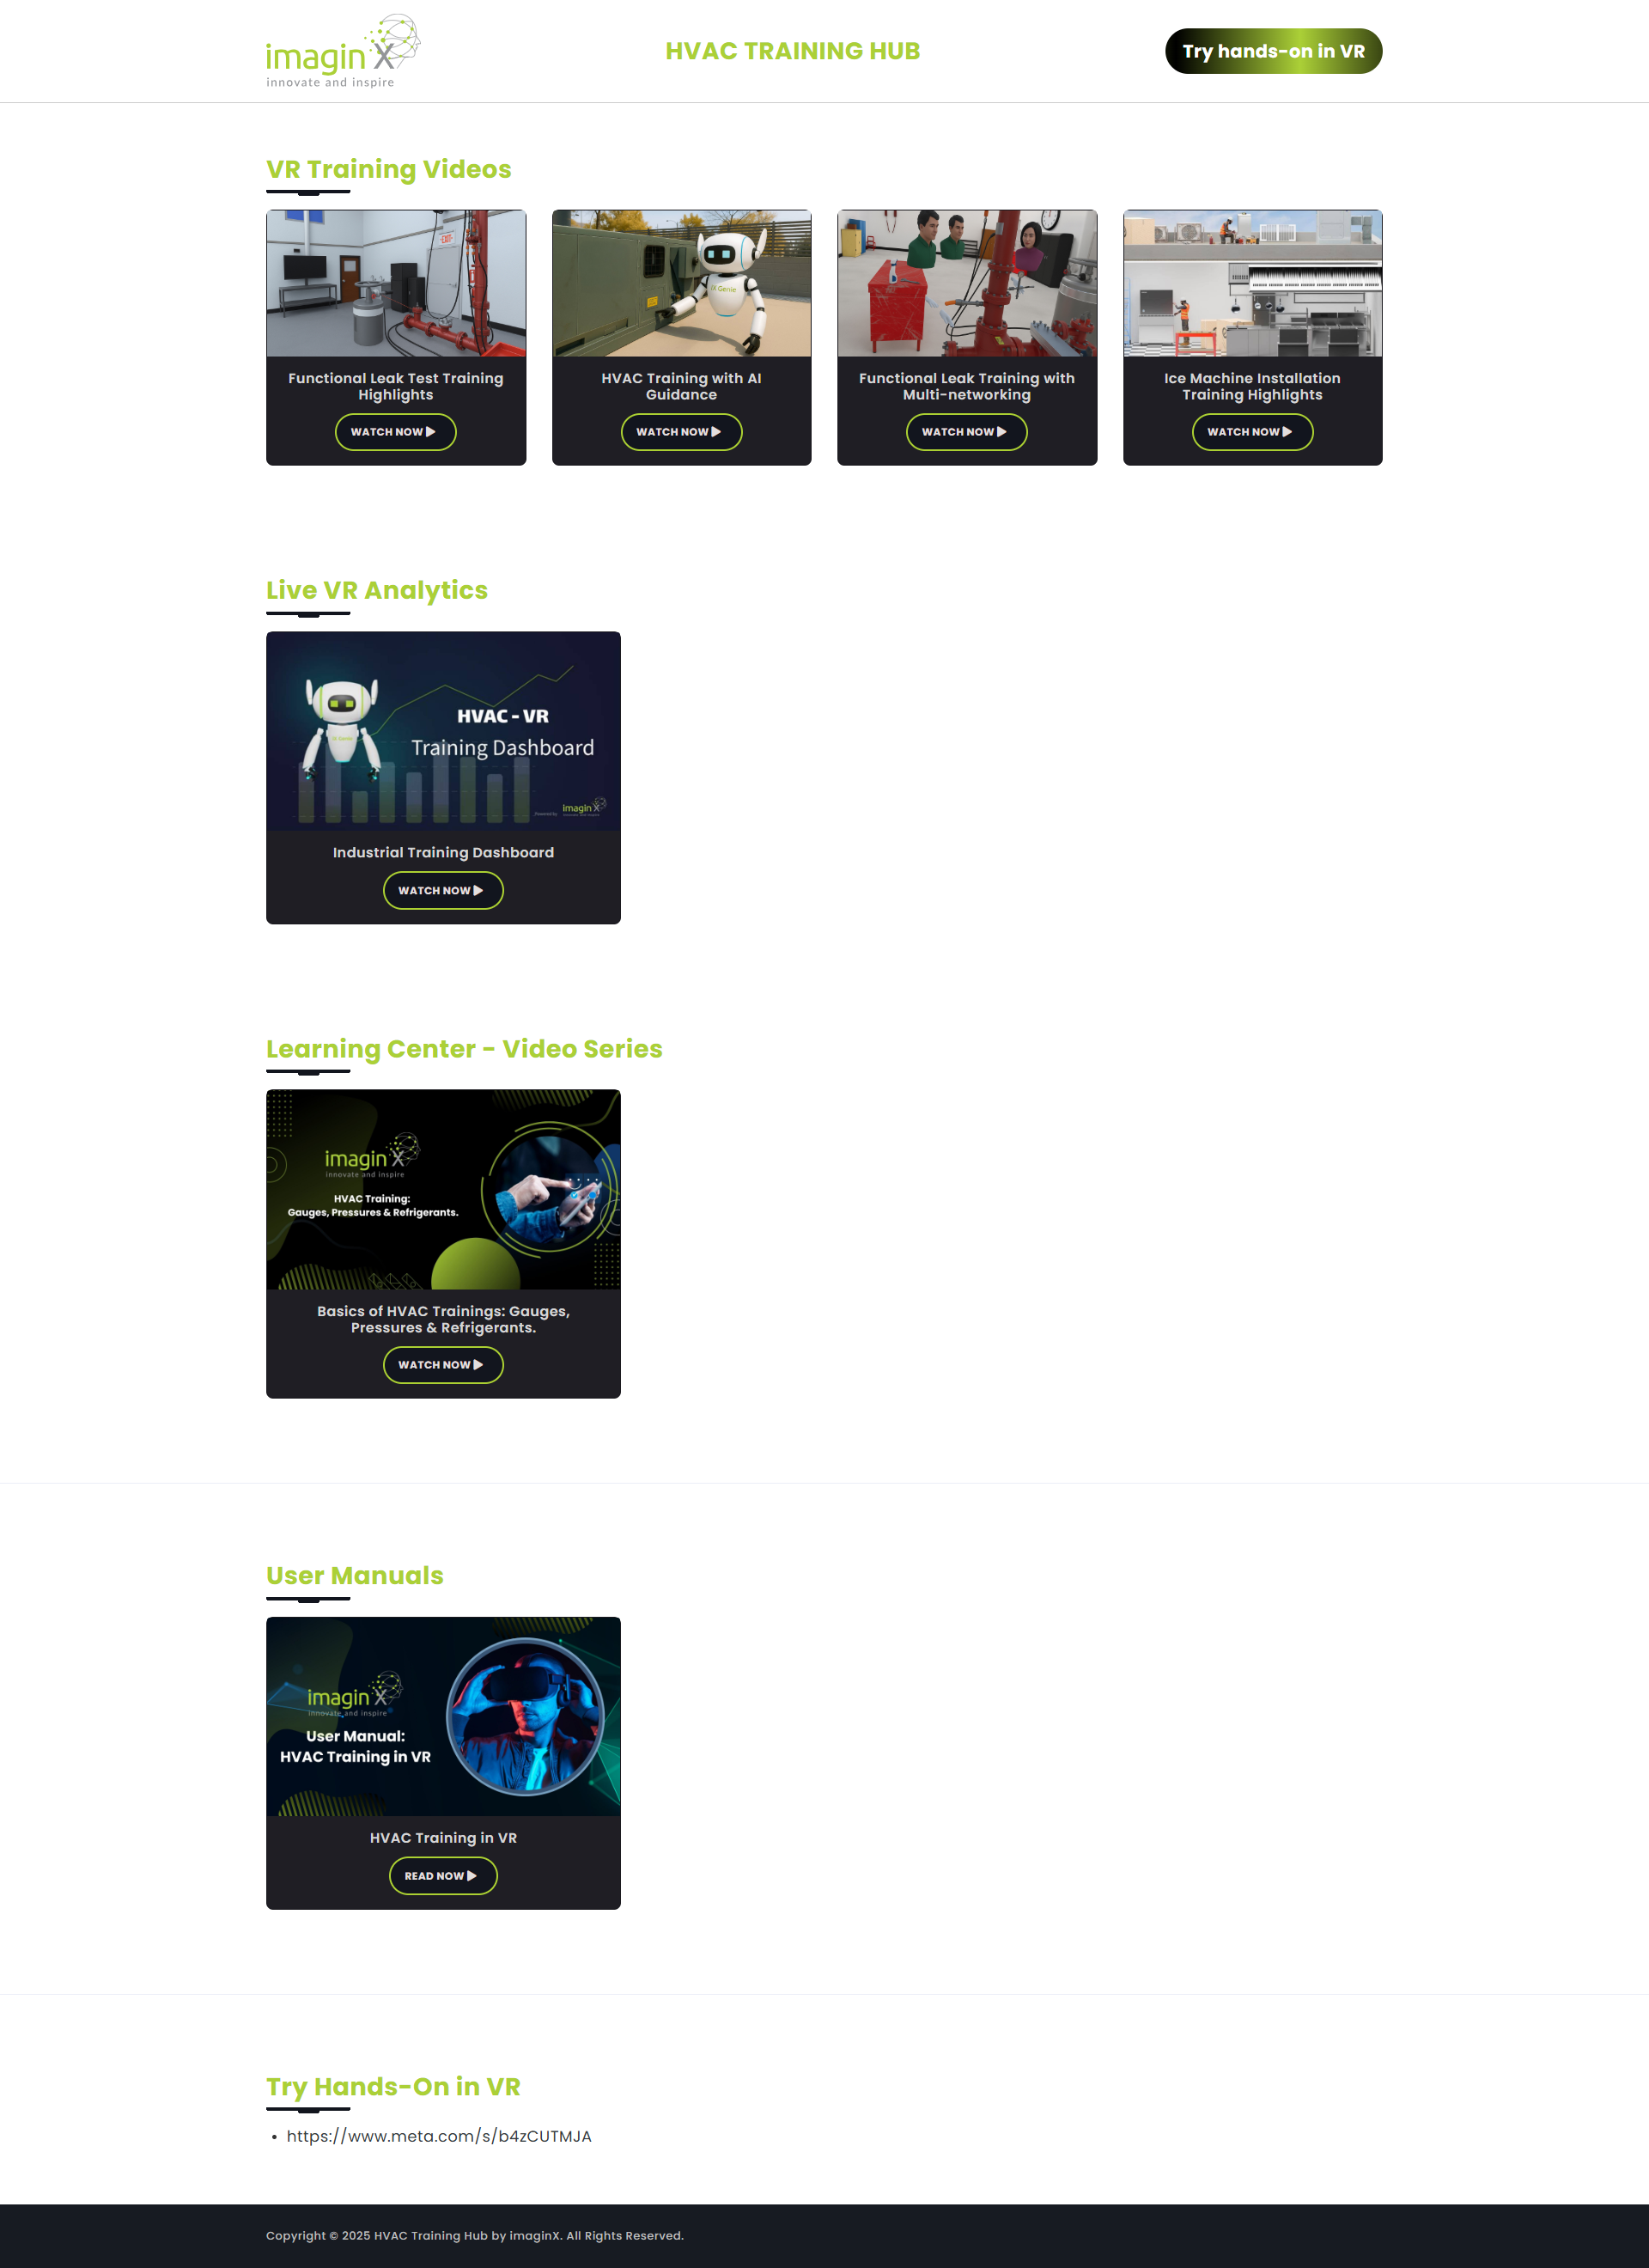 imagin X
innovate and inspire
HVAC TRAINING HUB
Try hands-on in VR
VR Training Videos
EXIT
iX Genie
Functional Leak Test Training
Highlights
WATCH NOW
HVAC Training with AI
Guidance
WATCH NOW
Functional Leak Training with
Multi-networking
WATCH NOW
Ice Machine Installation
Training Highlights
WATCH NOW
Live VR Analytics
HVAC - VR
Training Dashboard
Powered by
imagin X
Industrial Training Dashboard
WATCH NOW
Learning Center - Video Series
imagin X
innovate and inspire
HVAC Training:
Gauges, Pressures & Refrigerants.
Basics of HVAC Trainings: Gauges,
Pressures & Refrigerants.
WATCH NOW
User Manuals
imagin X
innovate and inspire
User Manual:
HVAC Training in VR
HVAC Training in VR
READ NOW
Try Hands-On in VR
• https://www.meta.com/s/b4zCUTMJA
Copyright © 2025 HVAC Training Hub by imaginX. All Rights Reserved.